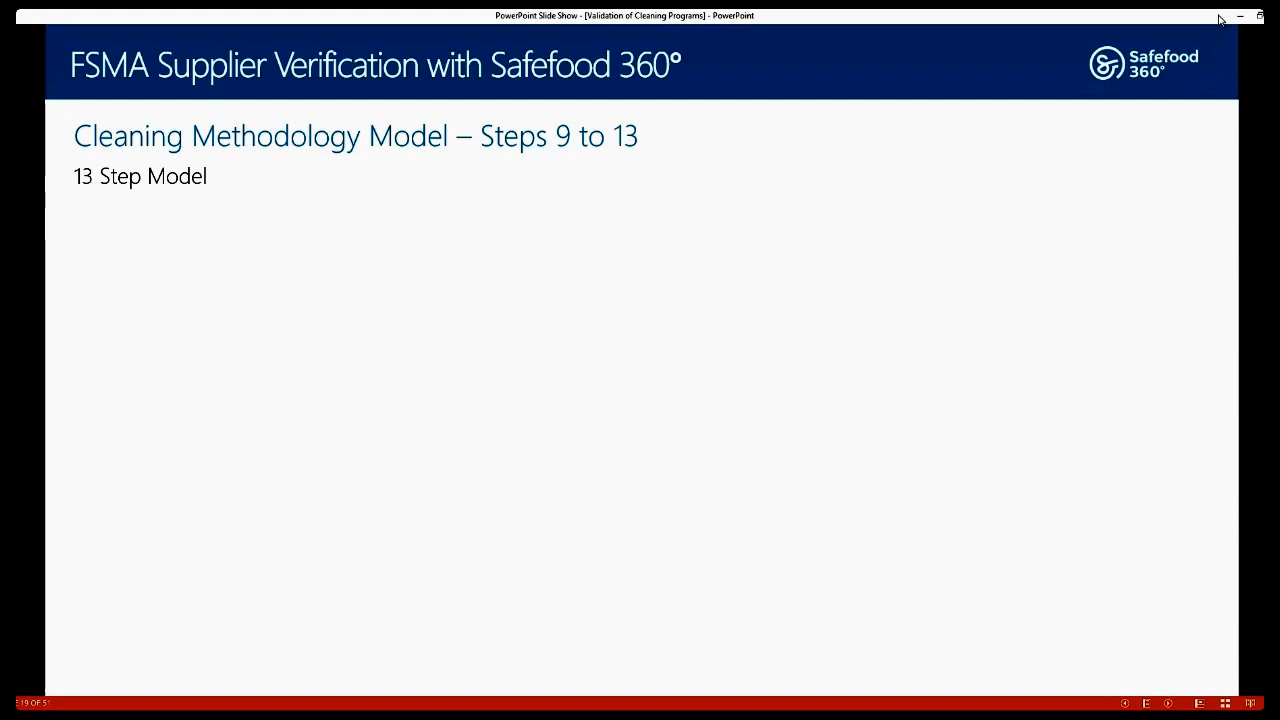 PowerPoint Slide Show - [Validation of Cleaning Programs] - PowerPoint
FSMA Supplier Verification with Safefood 360°
Safefood
360°
Cleaning Methodology Model – Steps 9 to 13
13 Step Model
E 19 OF 51